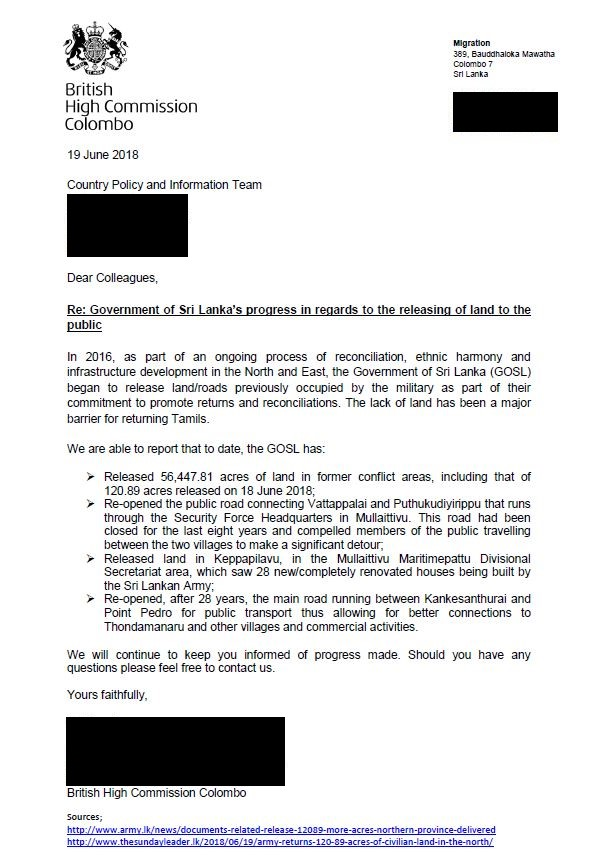 British
High Commission
Colombo
Migration
389, Bauddhaloka Mawatha
Colombo 7
Sri Lanka
19 June 2018
Country Policy and Information Team
Dear Colleagues,
Re: Government of Sri Lanka's progress in regards to the releasing of land to the
public
In 2016, as part of an ongoing process of reconciliation, ethnic harmony and
infrastructure development in the North and East, the Government of Sri Lanka (GOSL)
began to release land/roads previously occupied by the military as part of their
commitment to promote returns and reconciliations. The lack of land has been a major
barrier for returning Tamils.
We are able to report that to date, the GOSL has:
➢ Released 56,447.81 acres of land in former conflict areas, including that of
120.89 acres released on 18 June 2018;
➢ Re-opened the public road connecting Vattappalai and Puthukudiyirippu that runs
through the Security Force Headquarters in Mullaittivu. This road had been
closed for the last eight years and compelled members of the public travelling
between the two villages to make a significant detour;
➢ Released land in Keppapilavu, in the Mullaittivu Maritimepattu Divisional
Secretariat area, which saw 28 new/completely renovated houses being built by
the Sri Lankan Army;
➢ Re-opened, after 28 years, the main road running between Kankesanthurai and
Point Pedro for public transport thus allowing for better connections to
Thondamanaru and other villages and commercial activities.
We will continue to keep you informed of progress made. Should you have any
questions please feel free to contact us.
Yours faithfully,
British High Commission Colombo
Sources;
http://www.army.lk/news/documents-related-release-12089-more-acres-northern-province-delivered
http://www.thesundayleader.lk/2018/06/19/army-returns-120-89-acres-of-civilian-land-in-the-north/